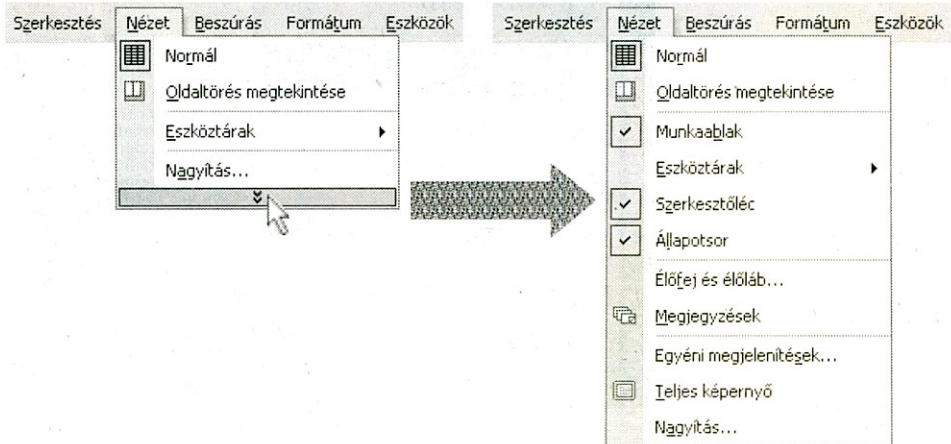 Szerkesztés Nézet Beszúrás Formátum Eszközök
Normál
Oldaltörés megtekintése
Eszköztárak
Nagyítás...
Szerkesztés Nézet Beszúrás Formátum Eszközök
Normál
Oldaltörés megtekintése
Munkaablak
Eszköztárak
Szerkesztőléc
Állapotsor
Élőfej és élőláb...
Megjegyzések
Egyéni megjelenítések...
Teljes képernyő
Nagyítás...